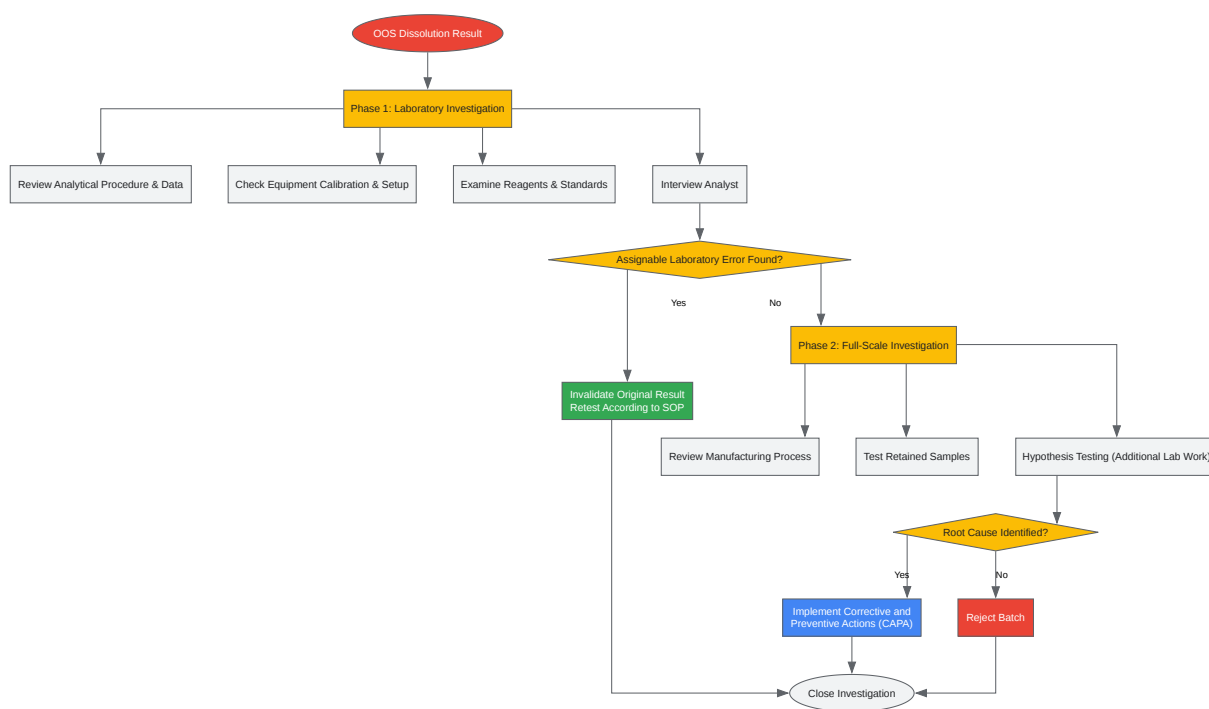 OOS Dissolution Result
Phase 1: Laboratory Investigation
Review Analytical Procedure & Data
Check Equipment Calibration & Setup
Examine Reagents & Standards
Interview Analyst
Assignable Laboratory Error Found?
Yes
No
Phase 2: Full-Scale Investigation
Invalidate Original Result
Retest According to SOP
Review Manufacturing Process
Test Retained Samples
Hypothesis Testing (Additional Lab Work)
Root Cause Identified?
Yes
No
Implement Corrective and
Preventive Actions (CAPA)
Reject Batch
Close Investigation